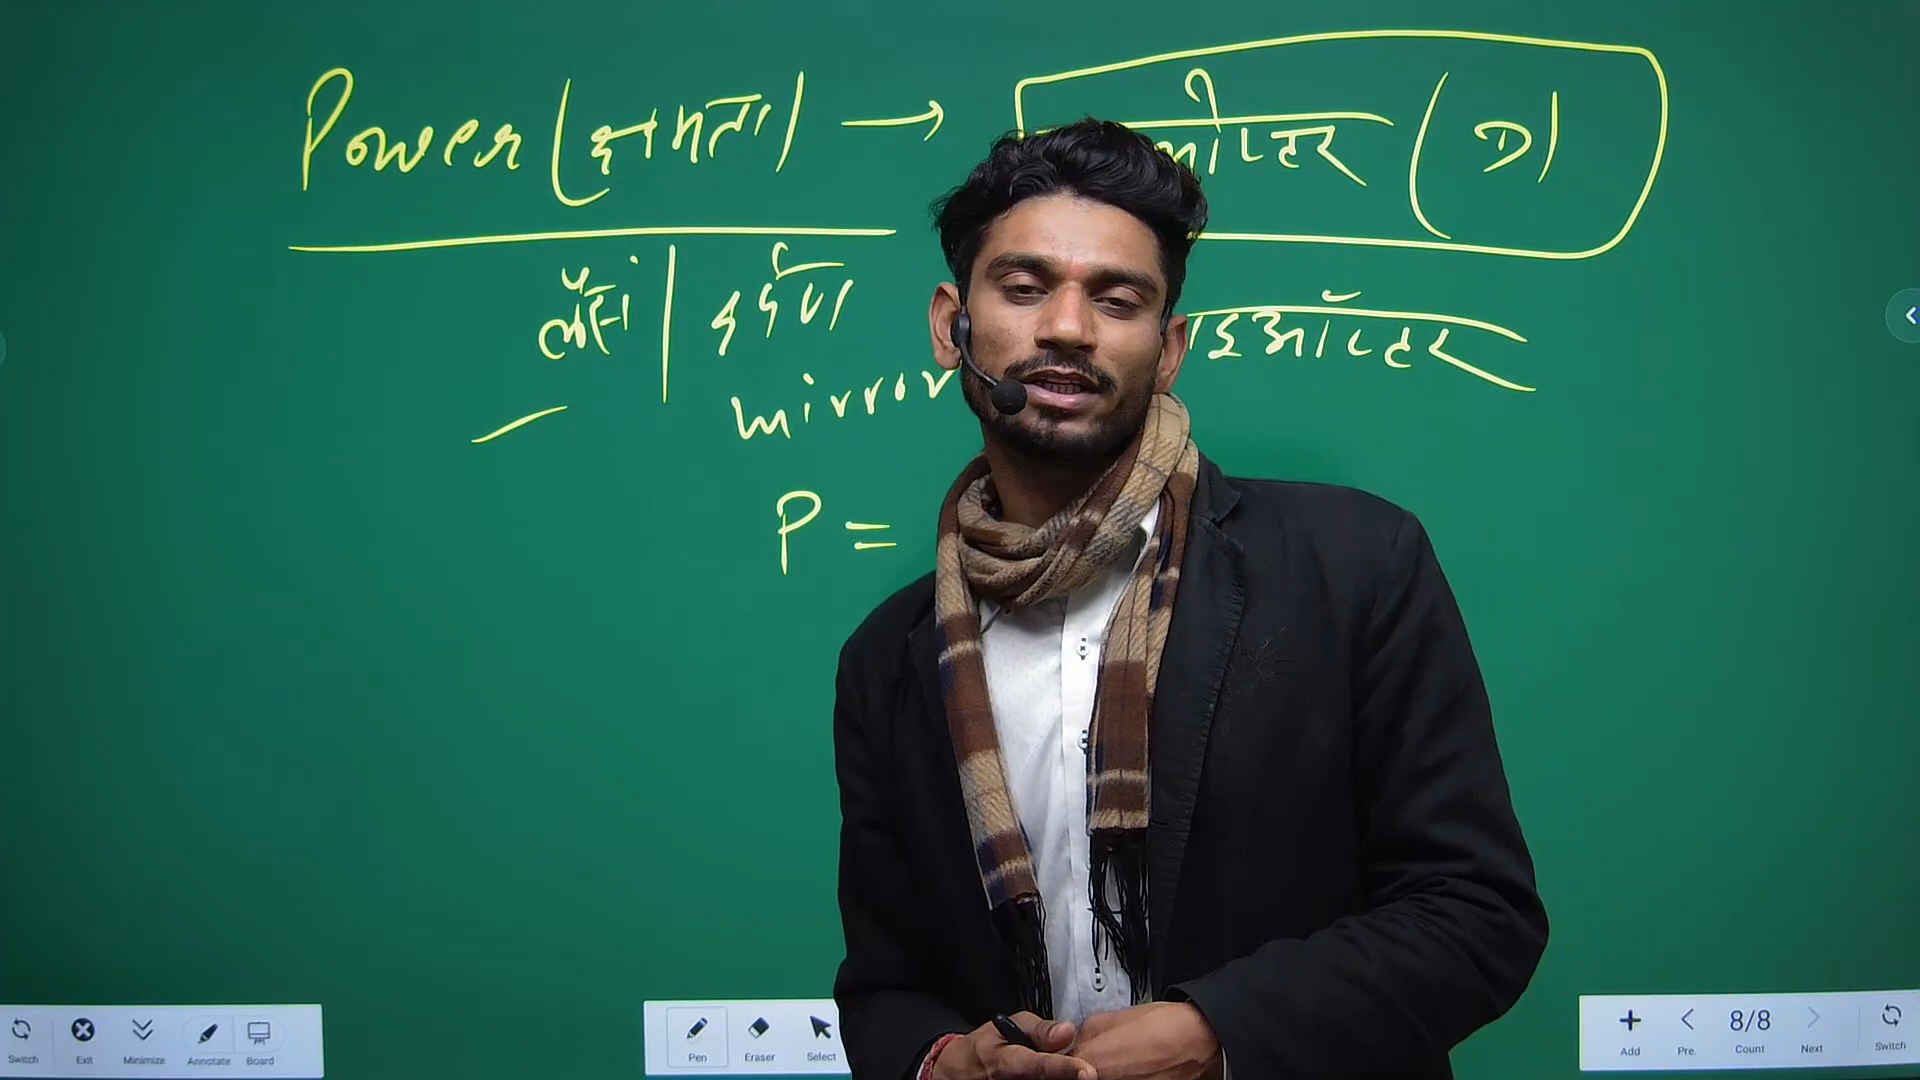 Power (क्षमता) → (D)
लेंस | दर्पण
mirror
P =
Switch Exit Minimize Annotate Board
Pen Eraser Select
Add Pre. 8/8 Count Next Switch